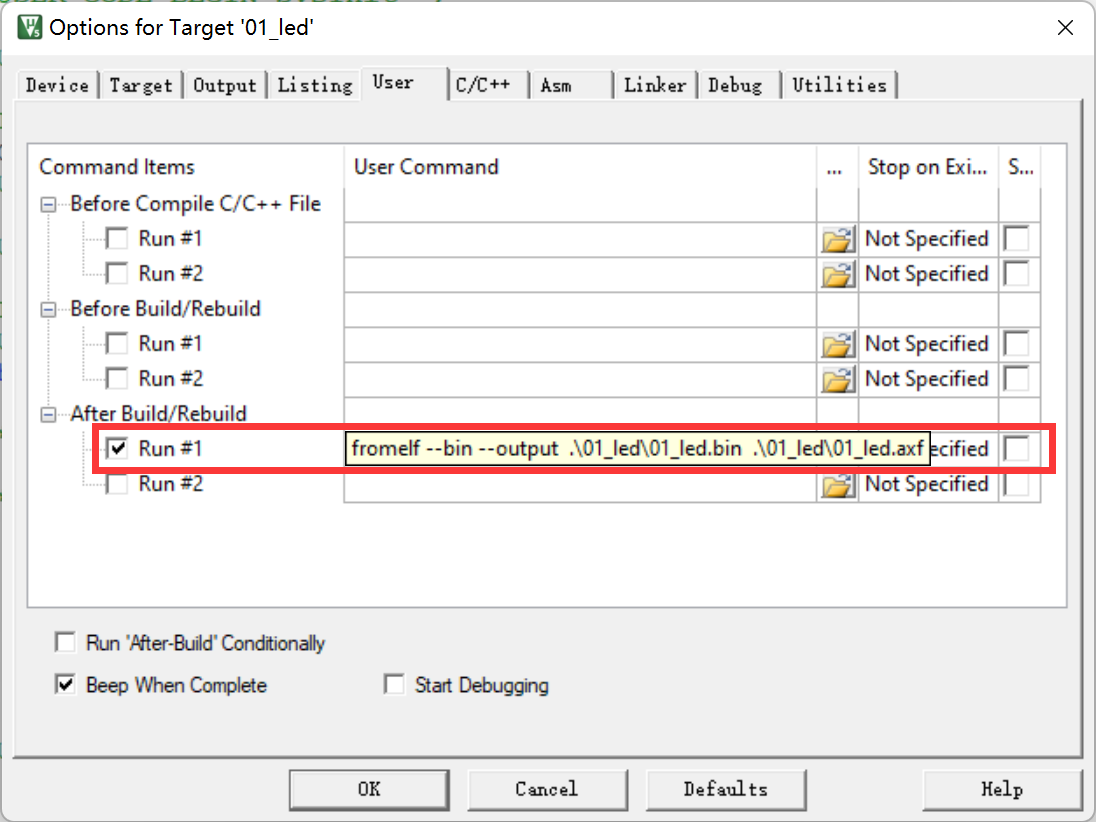 Options for Target '01_led'
Device Target Output Listing User C/C++ Asm Linker Debug Utilities
Command Items User Command ... Stop on Exi... S...
Before Compile C/C++ File
Run #1 Not Specified
Run #2 Not Specified
Before Build/Rebuild
Run #1 Not Specified
Run #2 Not Specified
After Build/Rebuild
Run #1 fromelf --bin --output .\01_led\01_led.bin .\01_led\01_led.axf ecified
Run #2 Not Specified
Run 'After-Build' Conditionally
Beep When Complete Start Debugging
OK Cancel Defaults Help